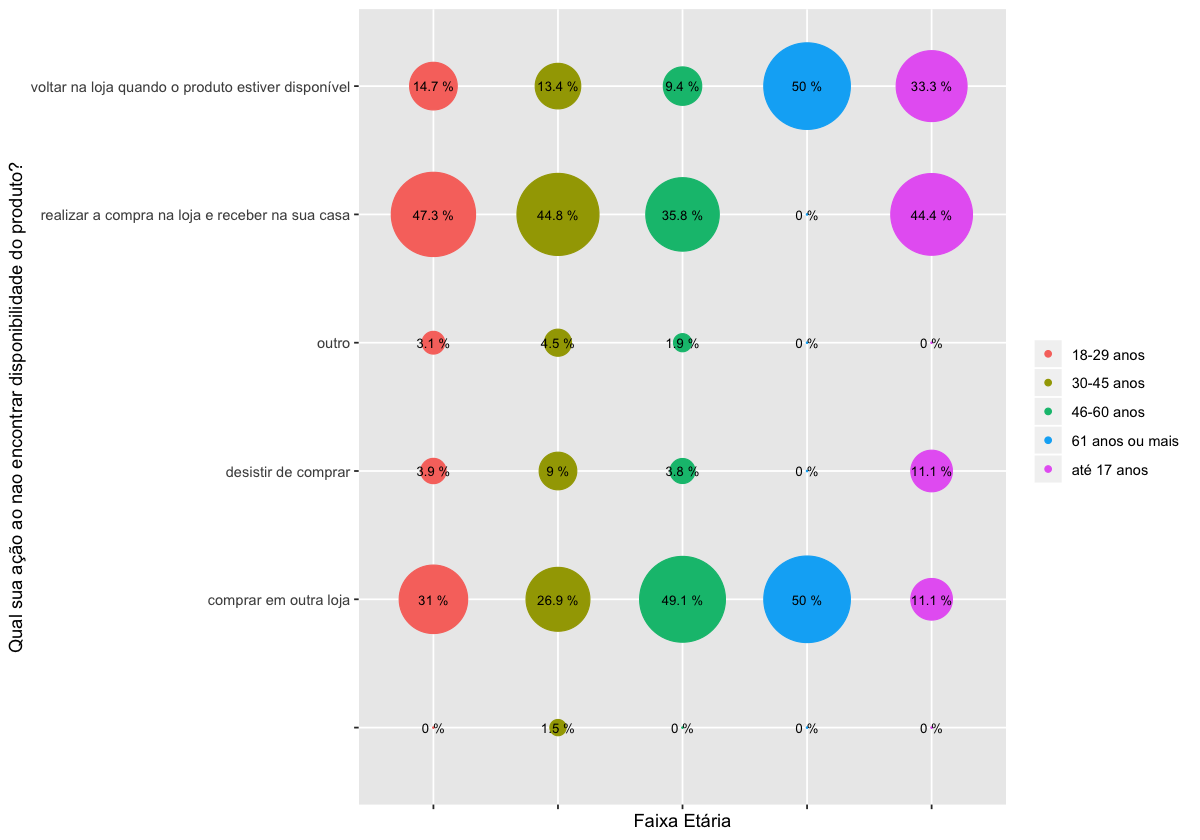 Qual sua ação ao nao encontrar disponibilidade do produto?
voltar na loja quando o produto estiver disponível
14.7 %
13.4 %
9.4 %
50 %
33.3 %
realizar a compra na loja e receber na sua casa
47.3 %
44.8 %
35.8 %
0 %
44.4 %
outro
3.1 %
4.5 %
1.9 %
0 %
0 %
desistir de comprar
3.9 %
9 %
3.8 %
0 %
11.1 %
comprar em outra loja
31 %
26.9 %
49.1 %
50 %
11.1 %
0 %
1.5 %
0 %
0 %
0 %
Faixa Etária
18-29 anos
30-45 anos
46-60 anos
61 anos ou mais
até 17 anos